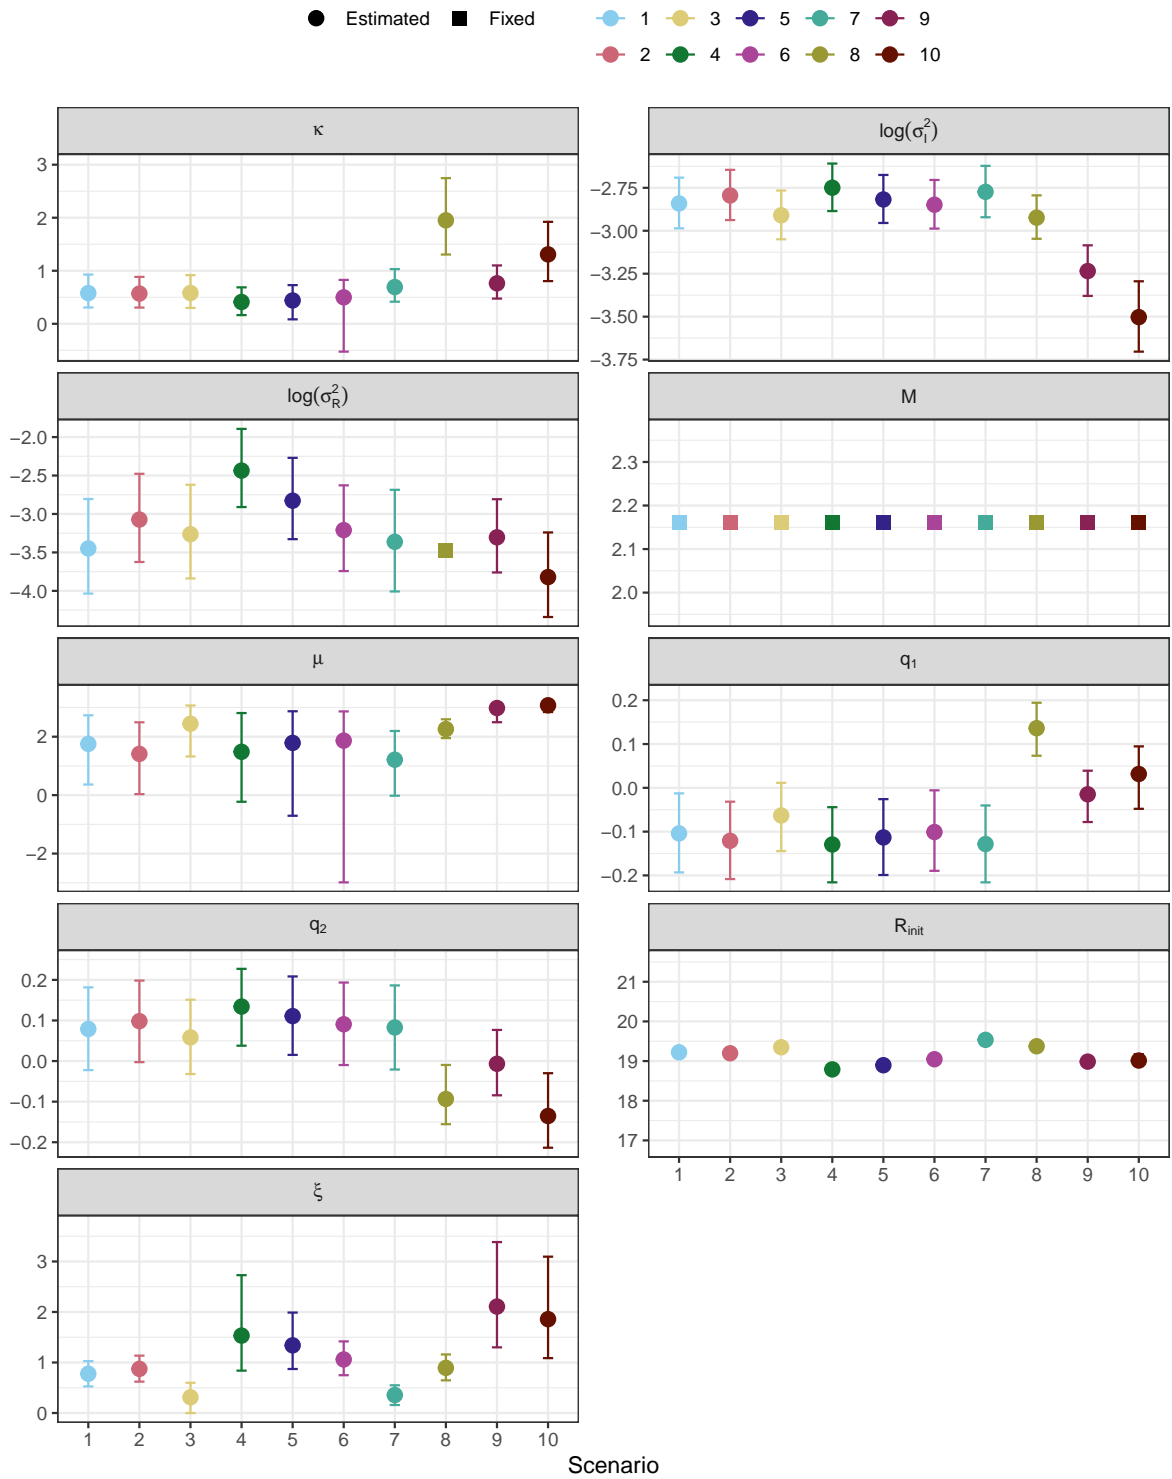 Estimated Fixed 1 3 5 7 9
2 4 6 8 10
κ
3
2
1
0
log(σ_I^2)
−2.75
−3.00
−3.25
−3.50
−3.75
log(σ_R^2)
−2.0
−2.5
−3.0
−3.5
−4.0
M
2.3
2.2
2.1
2.0
μ
2
0
−2
q₁
0.2
0.1
0.0
−0.1
−0.2
q₂
0.2
0.1
0.0
−0.1
−0.2
R_init
21
20
19
18
17
1 2 3 4 5 6 7 8 9 10
ξ
3
2
1
0
1 2 3 4 5 6 7 8 9 10
Scenario